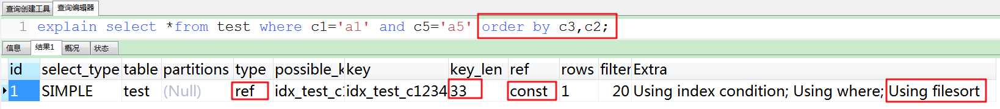 查询创建工具 查询编辑器
1 explain select *from test where c1='a1' and c5='a5' order by c3,c2;
信息 结果1 概况 状态
id select_type table partitions type possible_k key key_len ref rows filter Extra
1 SIMPLE test (Null) ref idx_test_c1 idx_test_c1234 33 const 1 20 Using index condition; Using where; Using filesort